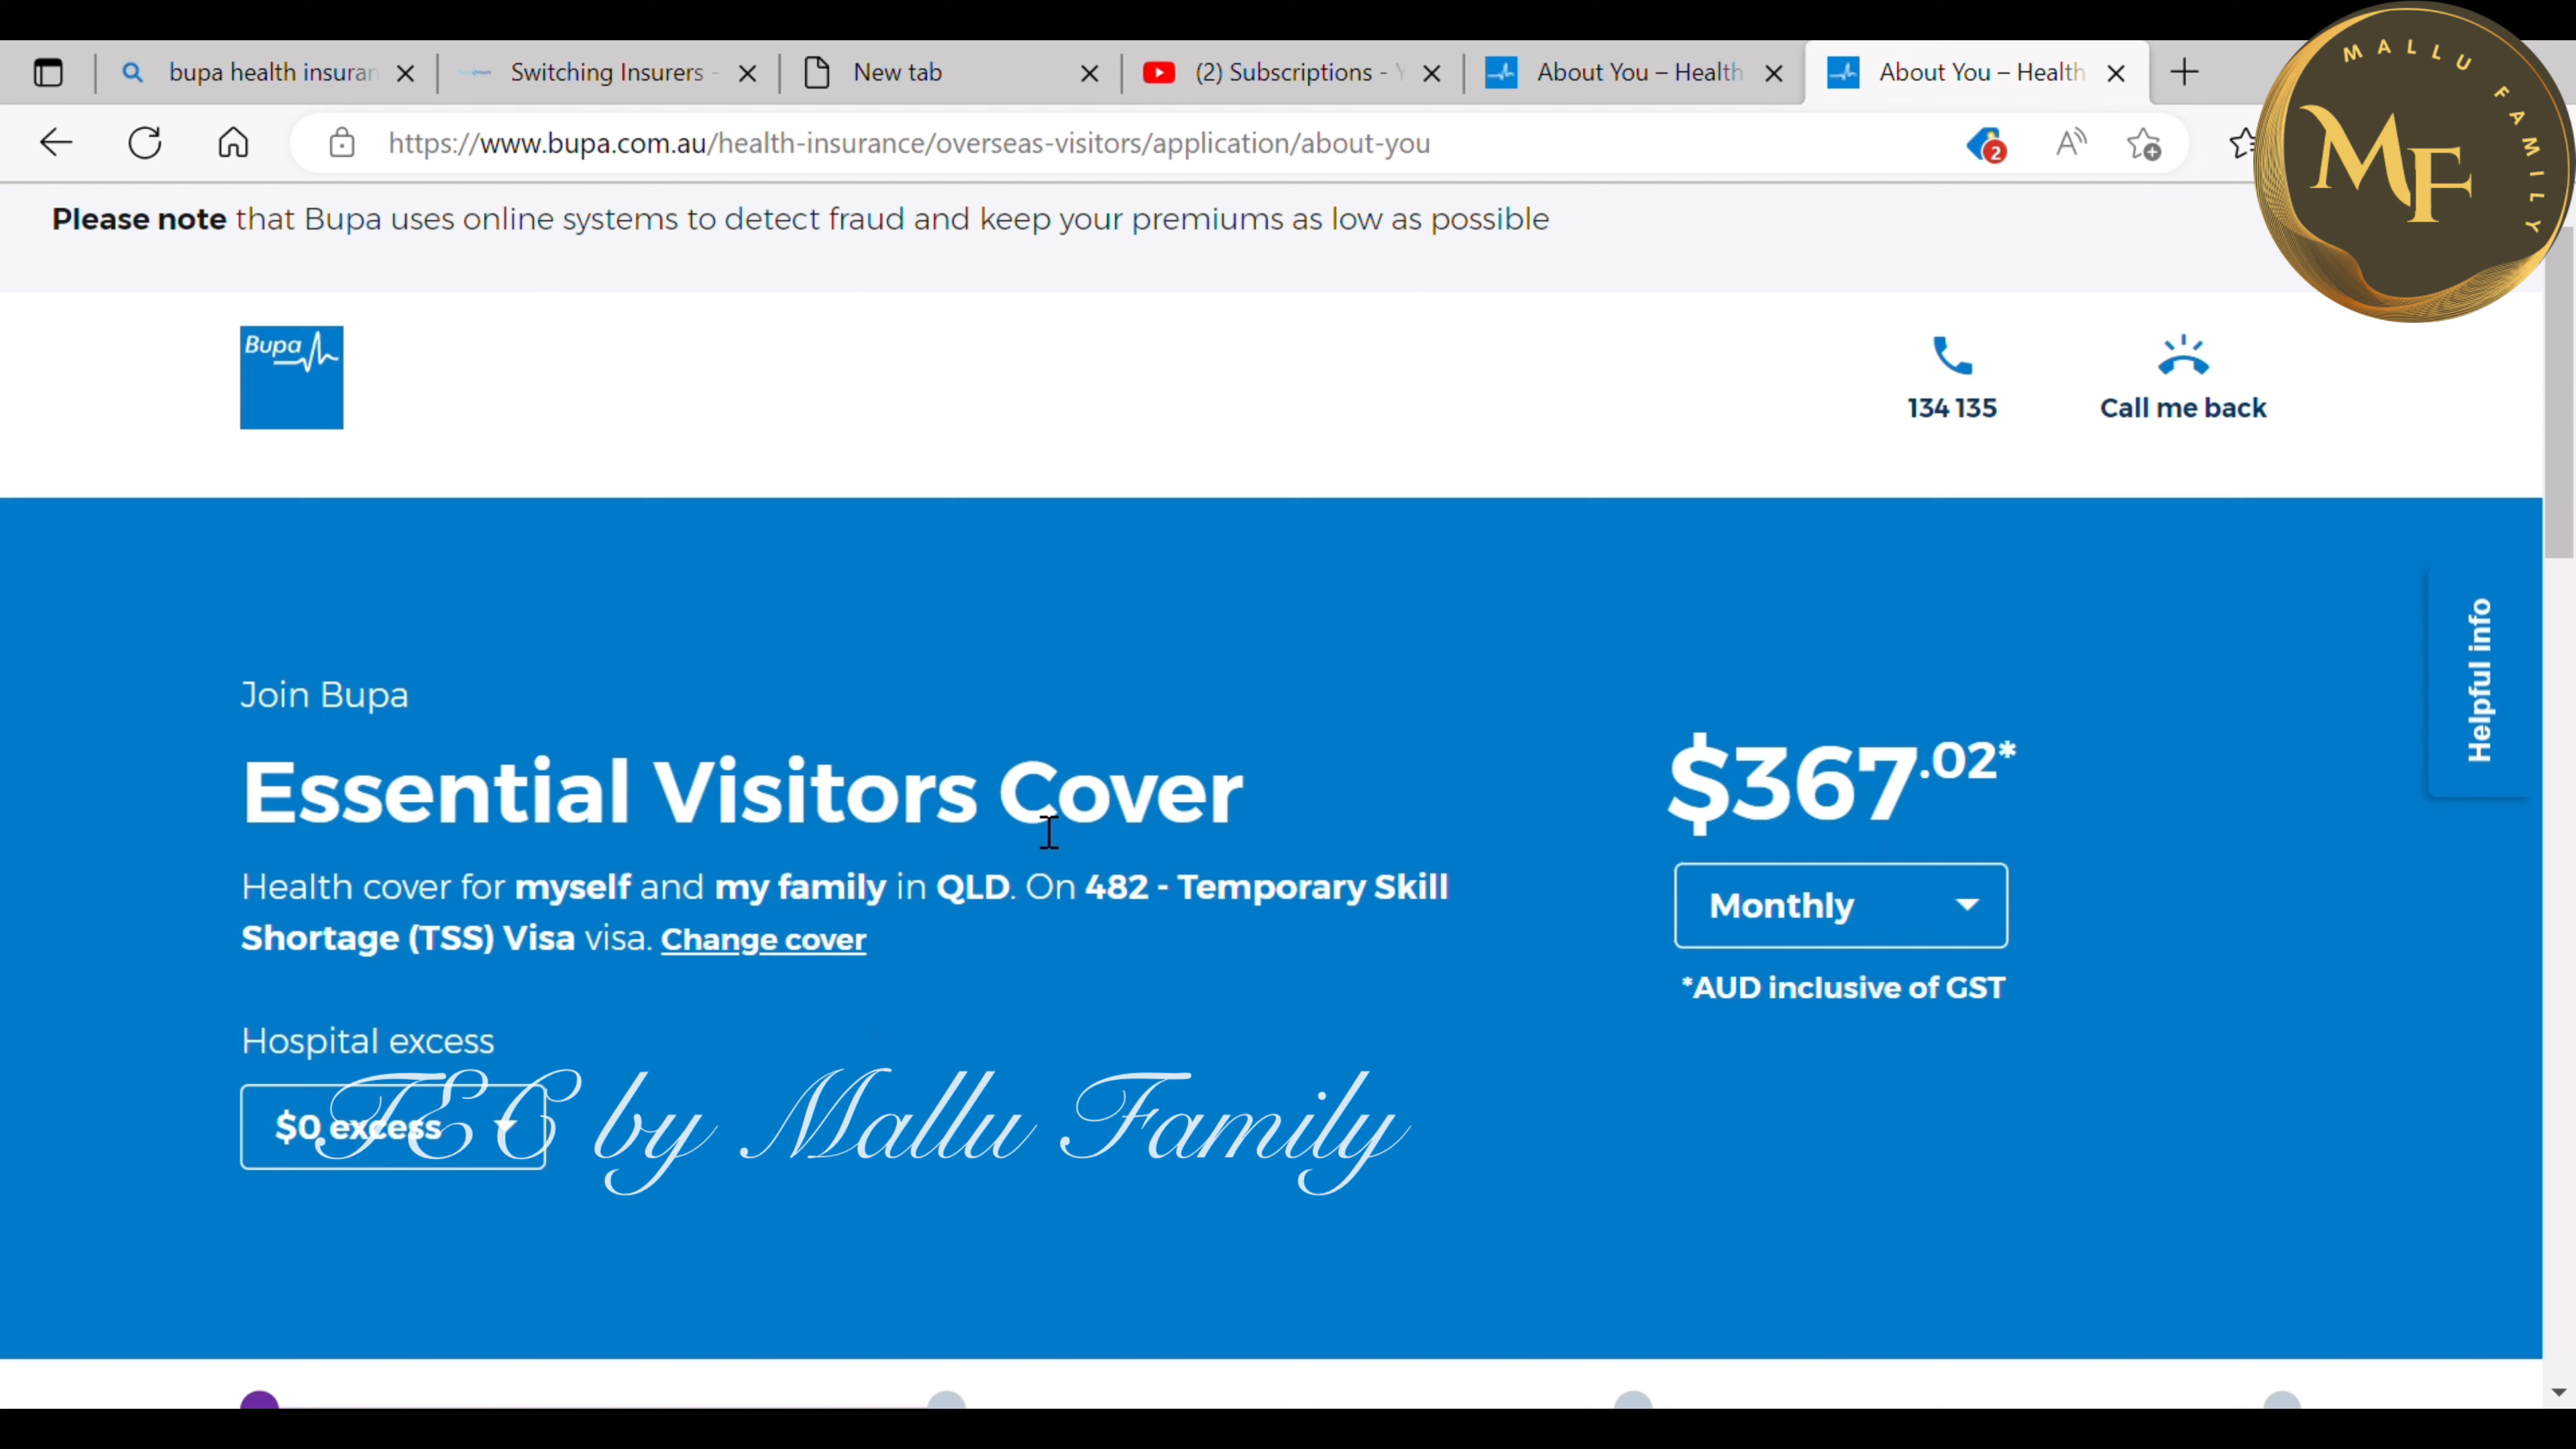 bupa health insuran
Switching Insurers -
New tab
(2) Subscriptions -
About You – Health
About You – Health
https://www.bupa.com.au/health-insurance/overseas-visitors/application/about-you
2
MALLU FAMILY
MF
Please note that Bupa uses online systems to detect fraud and keep your premiums as low as possible
Bupa
134 135
Call me back
Helpful info
Join Bupa
Essential Visitors Cover
$367.02*
Health cover for myself and my family in QLD. On 482 - Temporary Skill
Shortage (TSS) Visa visa. Change cover
Monthly
*AUD inclusive of GST
Hospital excess
$0 excess
TEC by Mallu Family